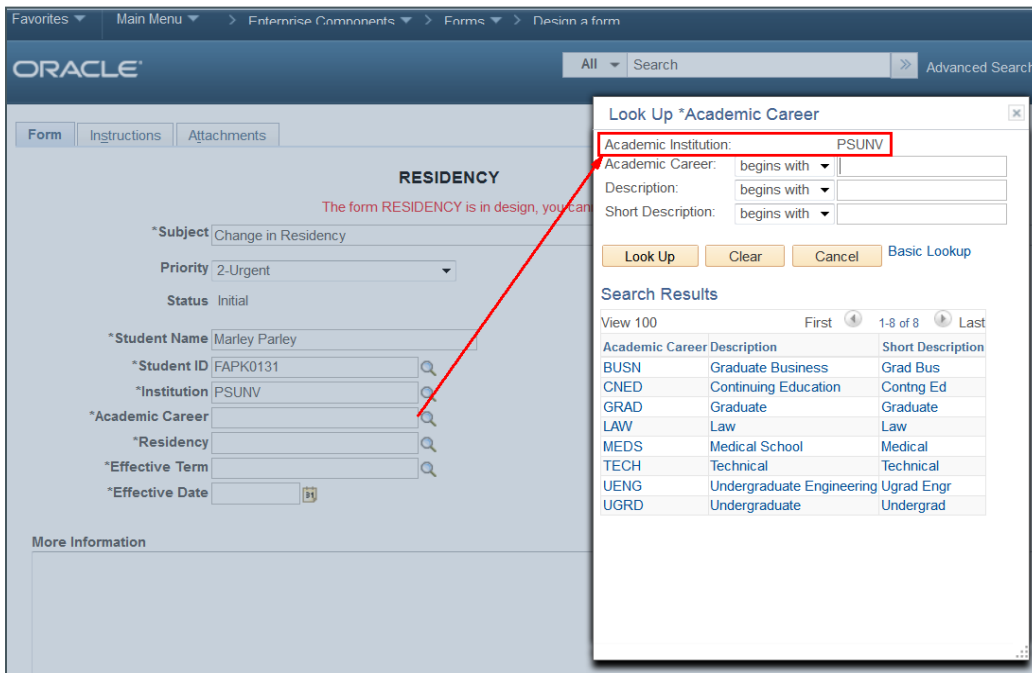 Favorites Main Menu > Enterprise Components > Forms > Design a form
ORACLE
All Search Advanced Search
Form Instructions Attachments
RESIDENCY
The form RESIDENCY is in design, you can
*Subject Change in Residency
Priority 2-Urgent
Status Initial
*Student Name Marley Parley
*Student ID FAPK0131
*Institution PSUNV
*Academic Career
*Residency
*Effective Term
*Effective Date 31
More Information
Look Up *Academic Career
Academic Institution: PSUNV
Academic Career: begins with
Description: begins with
Short Description: begins with
Look Up Clear Cancel Basic Lookup
Search Results
View 100 First 1-8 of 8 Last
Academic Career Description Short Description
BUSN Graduate Business Grad Bus
CNED Continuing Education Contng Ed
GRAD Graduate Graduate
LAW Law Law
MEDS Medical School Medical
TECH Technical Technical
UENG Undergraduate Engineering Ugrad Engr
UGRD Undergraduate Undergrad